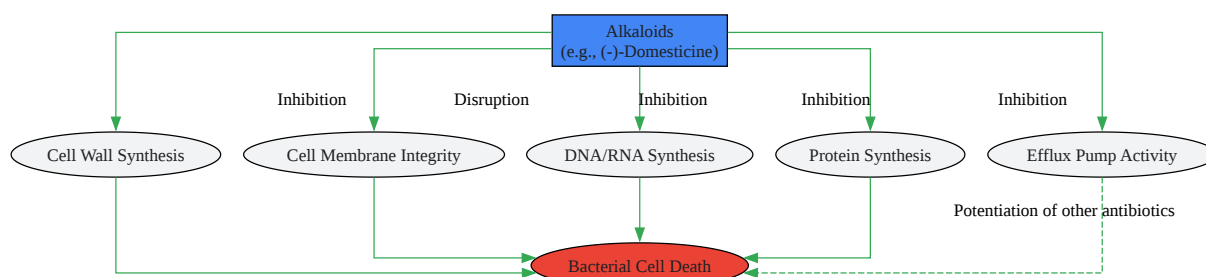 Alkaloids
(e.g., (-)-Domesticine)
Inhibition
Disruption
Inhibition
Inhibition
Inhibition
Cell Wall Synthesis
Cell Membrane Integrity
DNA/RNA Synthesis
Protein Synthesis
Efflux Pump Activity
Potentiation of other antibiotics
Bacterial Cell Death